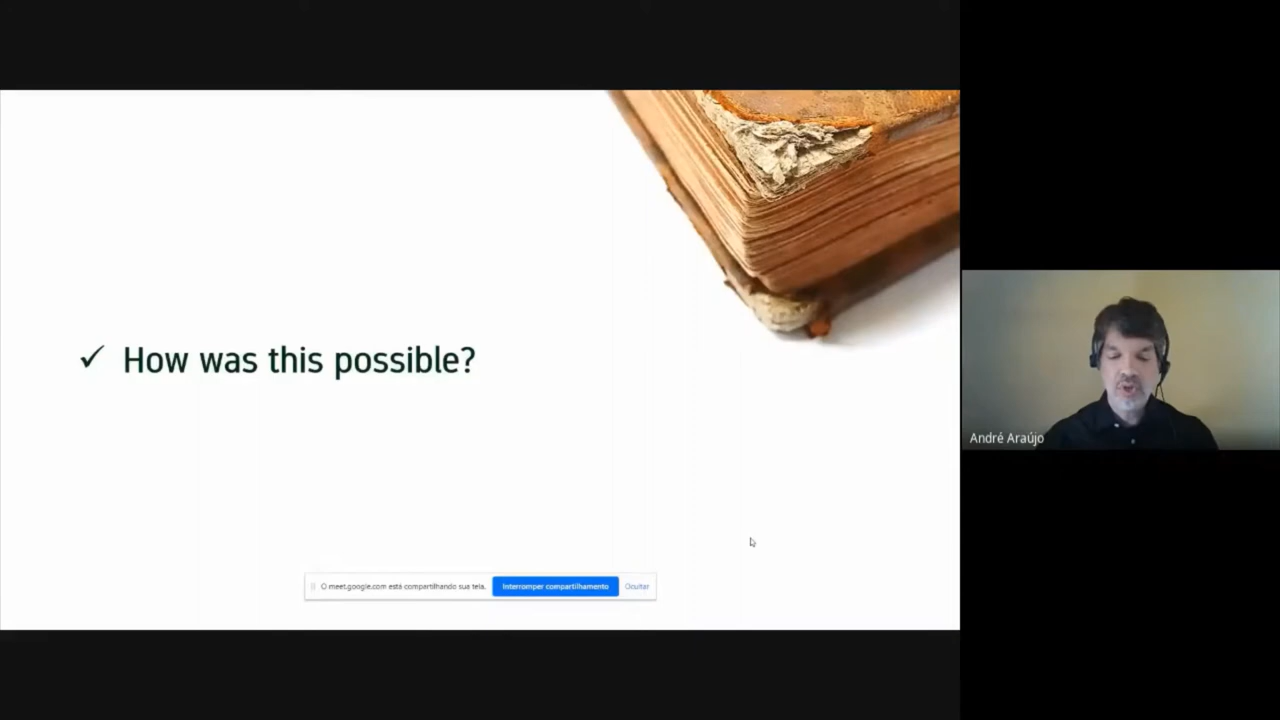 ✓ How was this possible?
O meet.google.com está compartilhando sua tela. Interromper compartilhamento Ocultar
André Araújo